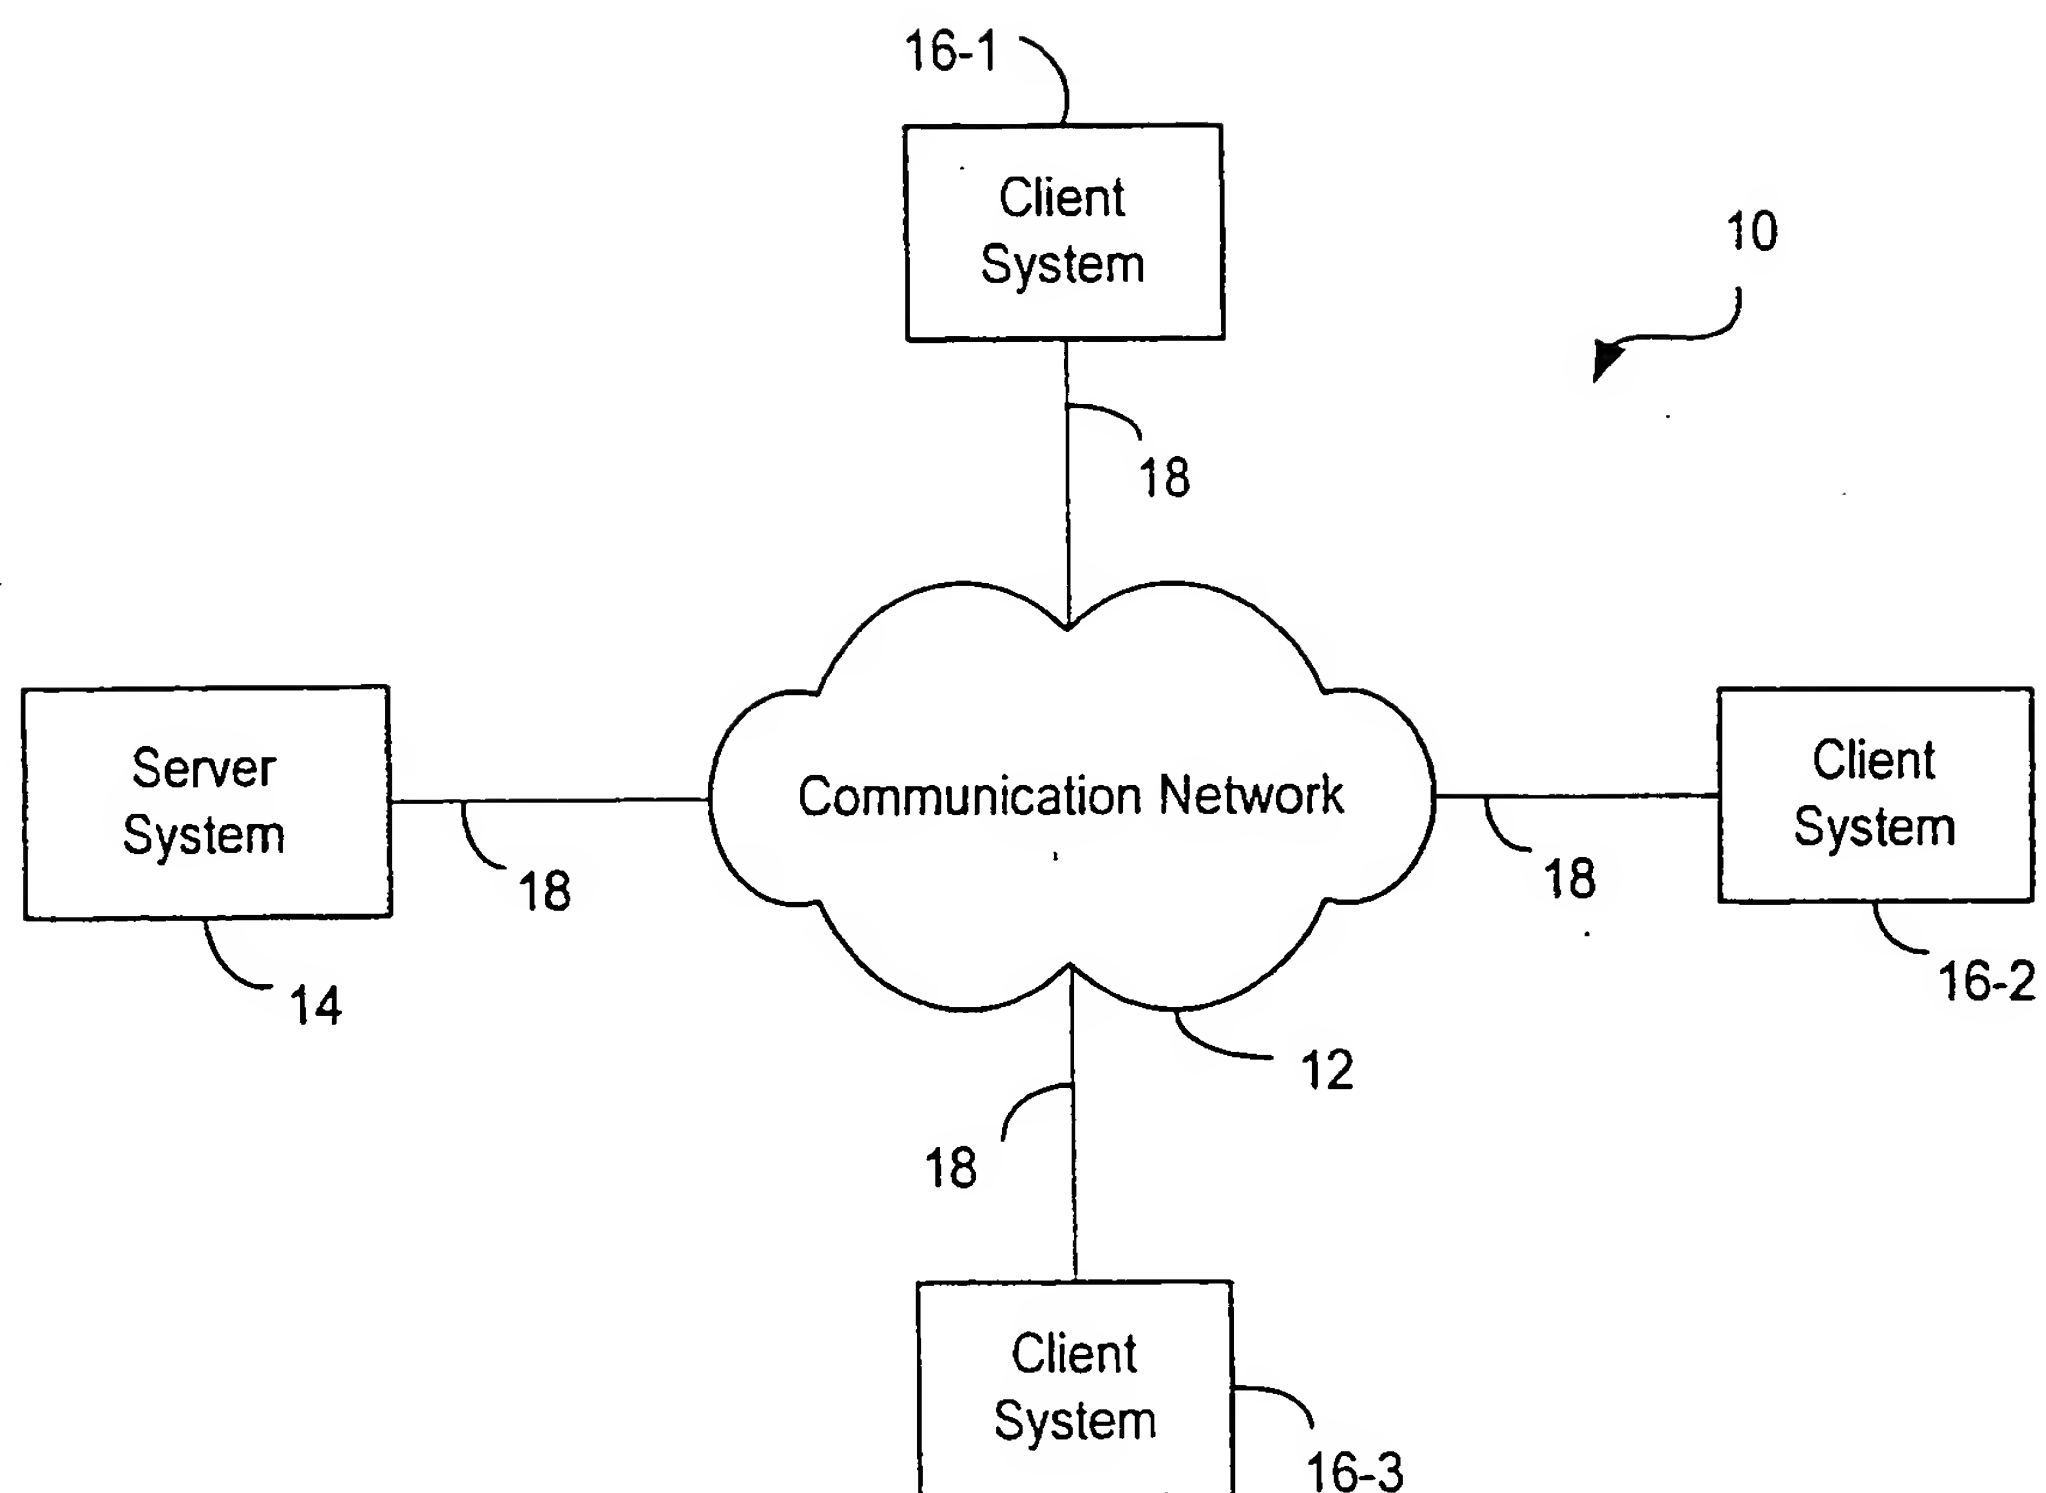 16-1
Client
System
10
18
Server
System
Communication Network
Client
System
18
18
14
16-2
12
18
Client
System
16-3